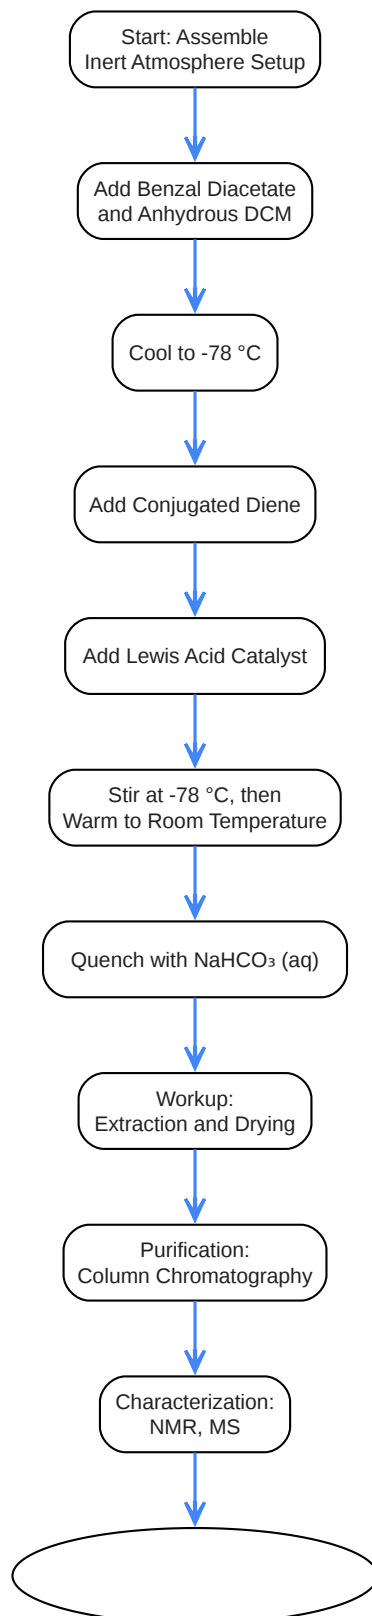 Start: Assemble
Inert Atmosphere Setup
Add Benzal Diacetate
and Anhydrous DCM
Cool to -78 °C
Add Conjugated Diene
Add Lewis Acid Catalyst
Stir at -78 °C, then
Warm to Room Temperature
Quench with NaHCO₃ (aq)
Workup:
Extraction and Drying
Purification:
Column Chromatography
Characterization:
NMR, MS